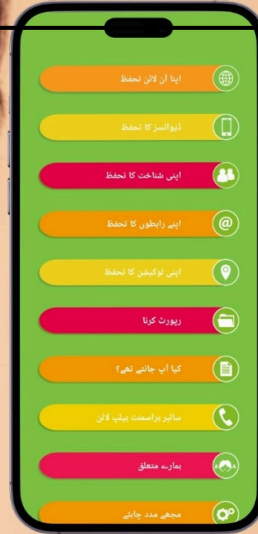 اپنا آن لائن تحفظ
ڈیوائسز کا تحفظ
اپنی شناخت کا تحفظ
اپنے رابطوں کا تحفظ
اپنی لوکیشن کا تحفظ
رپورٹ کرنا
کیا آپ جانتے تھے؟
سائبر ہراسمنٹ ہیلپ لائن
ہمارے متعلق
مجھے مدد چاہئے